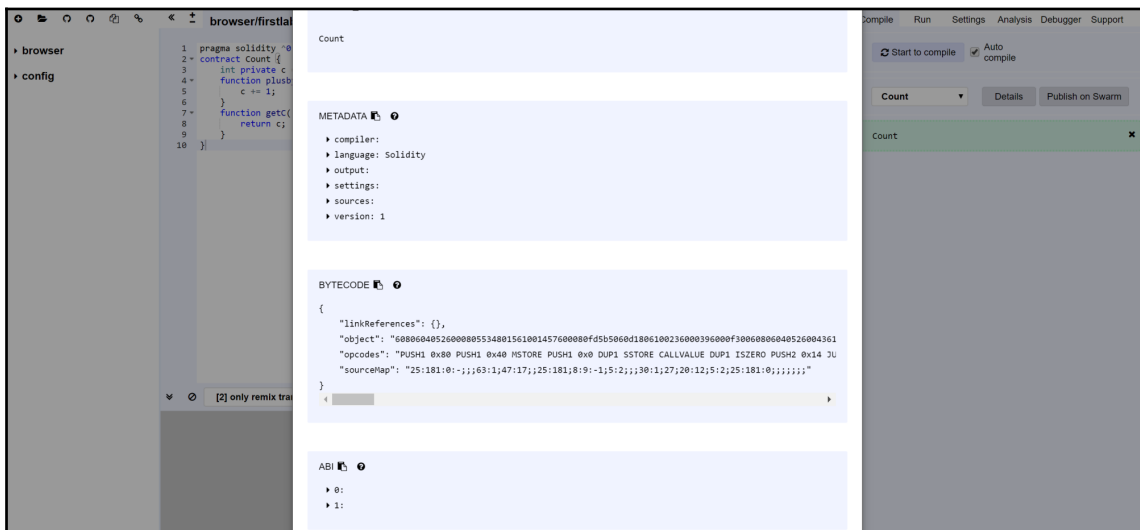 browser/firstlab
Compile Run Settings Analysis Debugger Support
browser
config
1 pragma solidity ^0
2 contract Count {
3 int private c
4 function plusby
5 c += 1;
6 }
7 function getC(
8 return c;
9 }
10 }
[2] only remix tra
Count
METADATA
compiler:
language: Solidity
output:
settings:
sources:
version: 1
BYTECODE
{
"linkReferences": {},
"object": "60806040526000805534801561001457600080fd5b5060d1806100236000396000f30060806040526004361
"opcodes": "PUSH1 0x80 PUSH1 0x40 MSTORE PUSH1 0x0 DUP1 SSTORE CALLVALUE DUP1 ISZERO PUSH2 0x14 JU
"sourceMap": "25:181:0:-;;;63:1;47:17;;25:181;8:9:-1;5:2;;;30:1;27;20:12;5:2;25:181:0;;;;;;;"
}
ABI
0:
1:
Start to compile
Auto compile
Count
Details
Publish on Swarm
Count